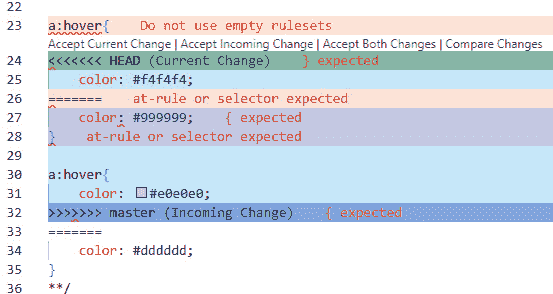 22
23 a:hover{ Do not use empty rulesets
Accept Current Change | Accept Incoming Change | Accept Both Changes | Compare Changes
24 <<<<<<< HEAD (Current Change) } expected
25 color: #f4f4f4;
26 ======= at-rule or selector expected
27 color: #999999; { expected
28 } at-rule or selector expected
29
30 a:hover{
31 color: #e0e0e0;
32 >>>>>>> master (Incoming Change) { expected
33 =======
34 color: #dddddd;
35 }
36 **/